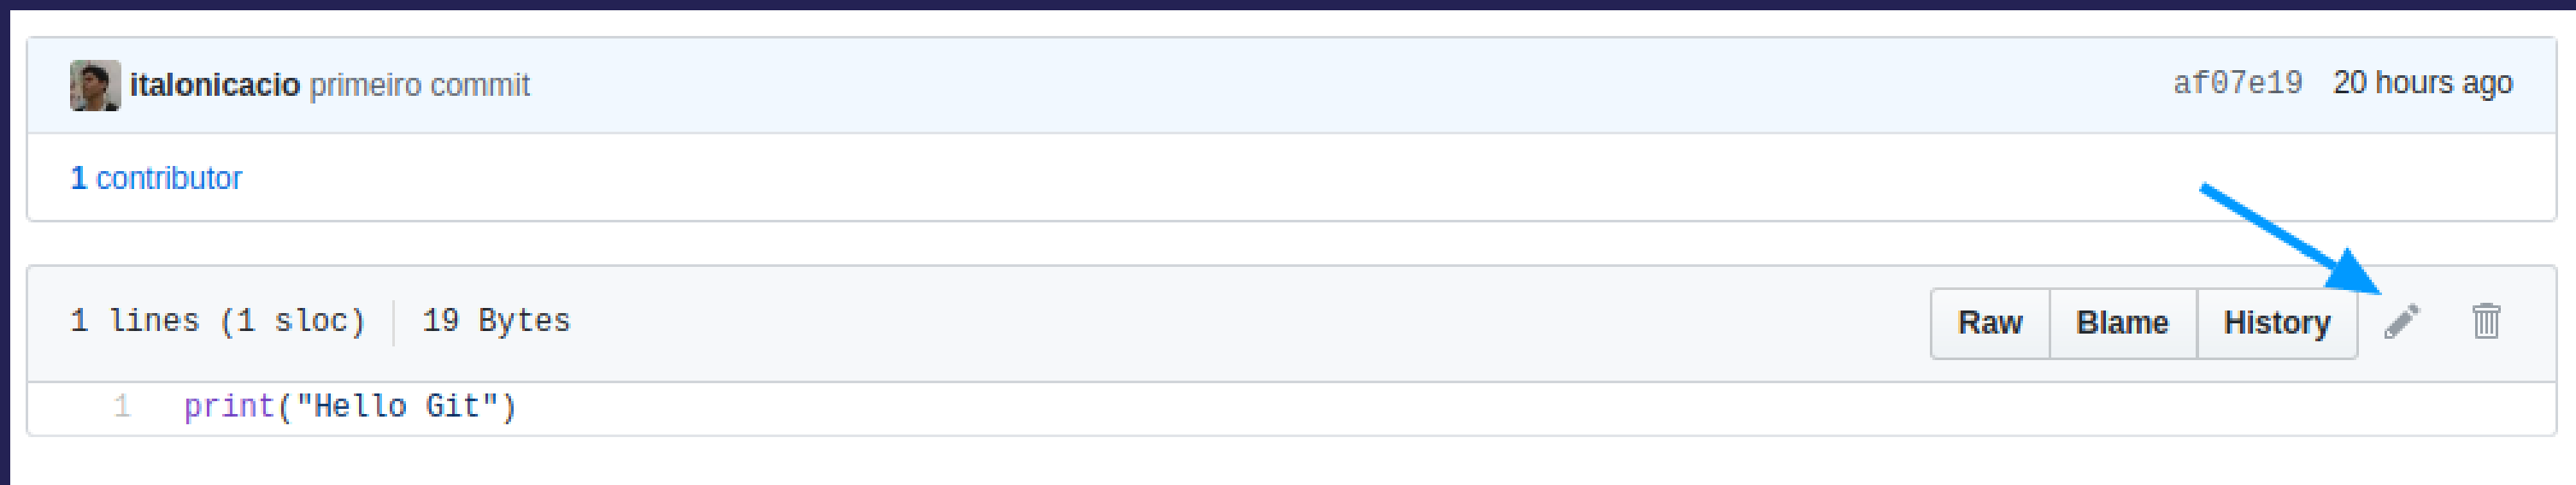 italonicacio primeiro commit af07e19 20 hours ago
1 contributor
1 lines (1 sloc) 19 Bytes Raw Blame History
1 print("Hello Git")